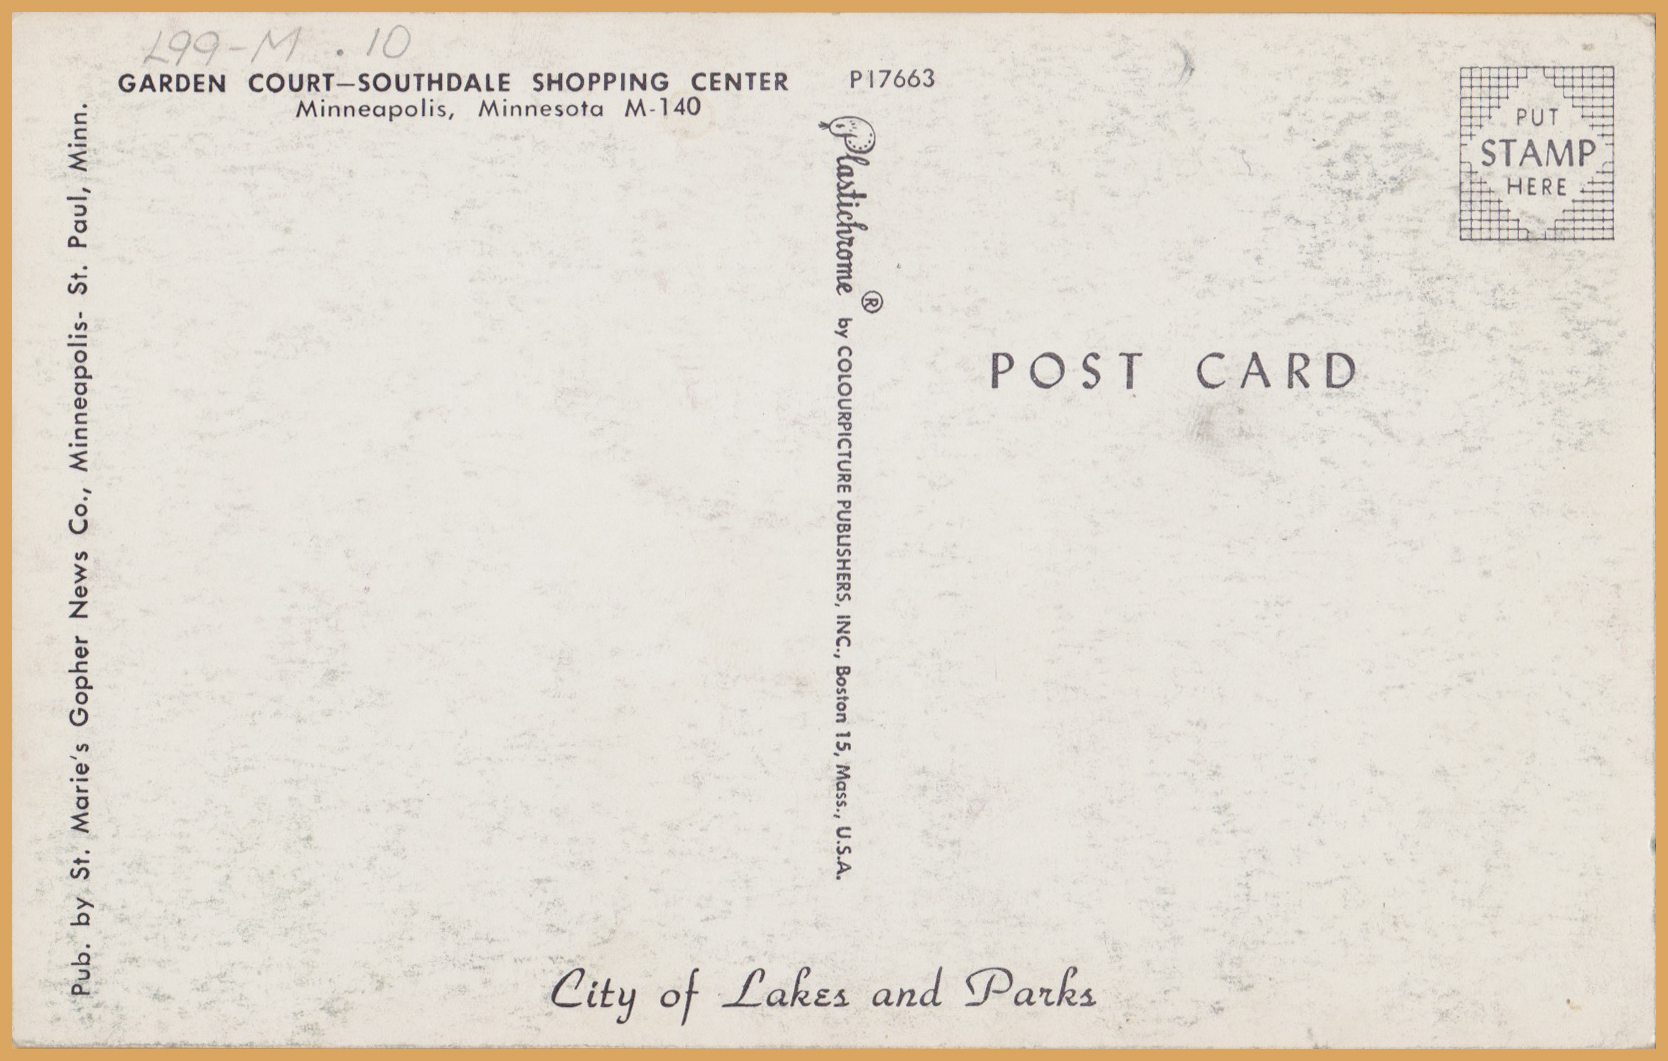 L99-M .10
GARDEN COURT—SOUTHDALE SHOPPING CENTER
Minneapolis, Minnesota M-140
P17663
PUT
STAMP
HERE
Pub. by St. Marie's Gopher News Co., Minneapolis- St. Paul, Minn.
Plastichrome ® by COLOURPICTURE PUBLISHERS, INC., Boston 15, Mass., U.S.A.
POST CARD
City of Lakes and Parks